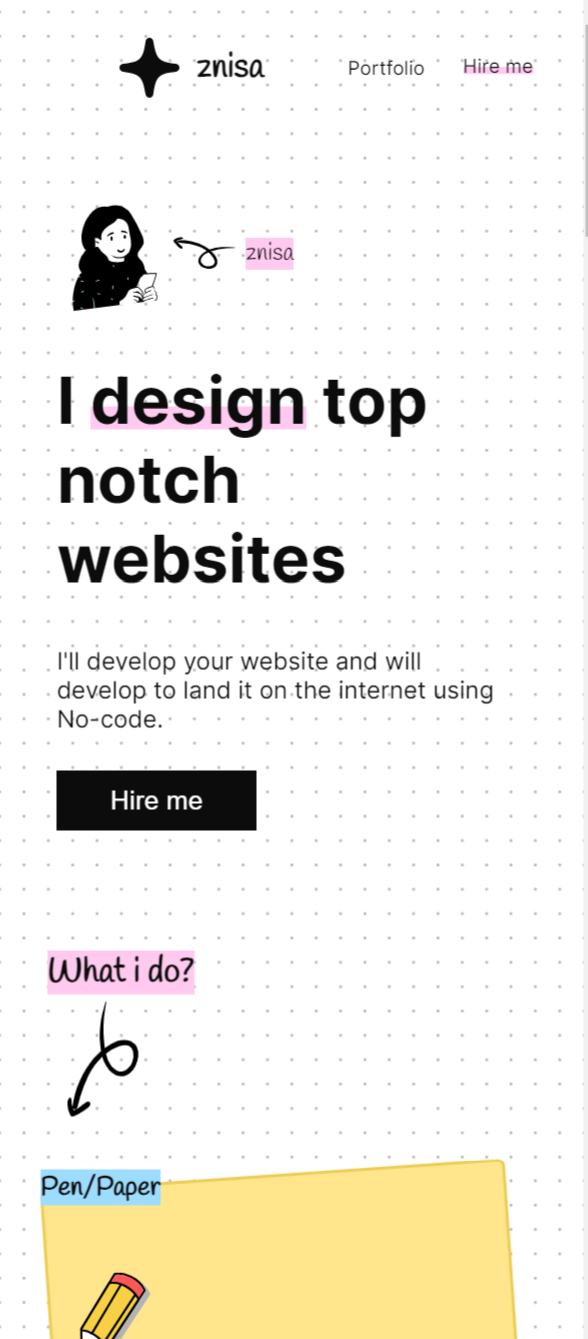 znisa
Portfolio
Hire me
znisa
I design top
notch
websites
I'll develop your website and will
develop to land it on the internet using
No-code.
Hire me
What i do?
Pen/Paper